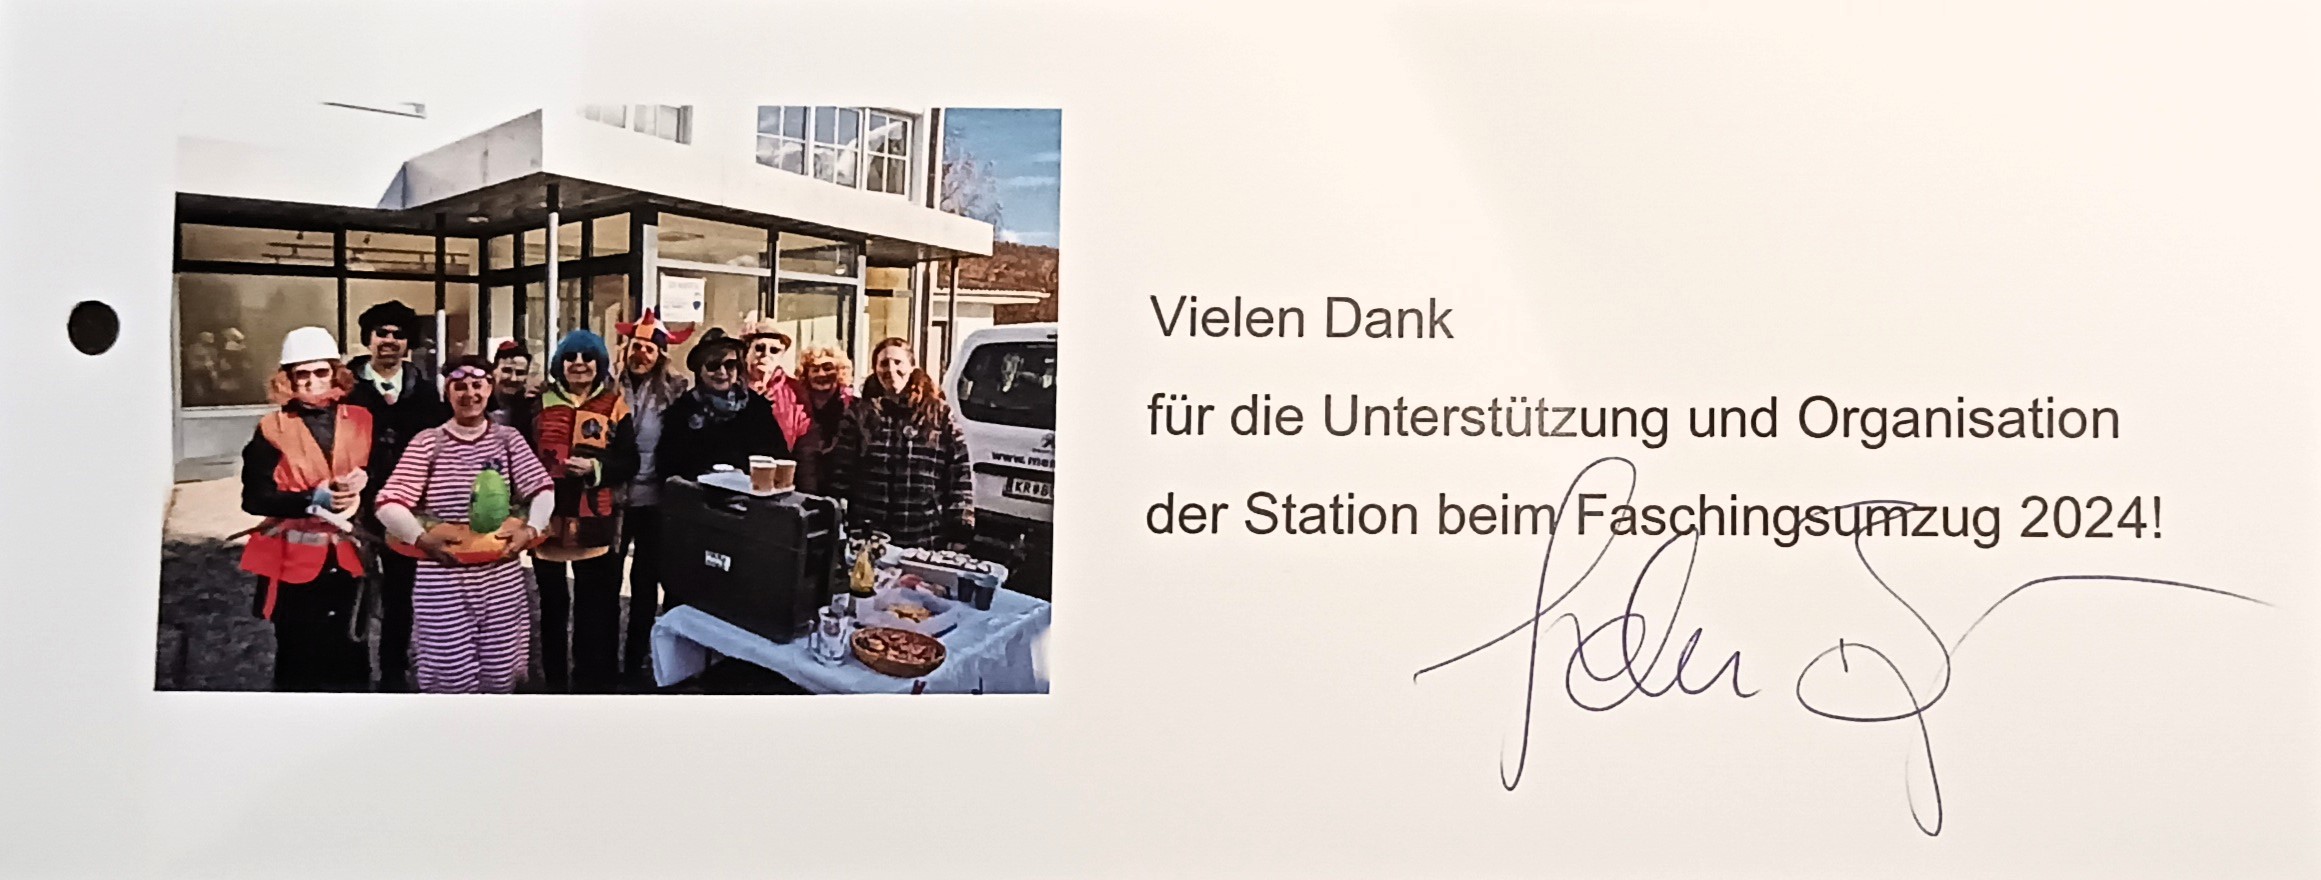 Vielen Dank
für die Unterstützung und Organisation
der Station beim Faschingsumzug 2024!